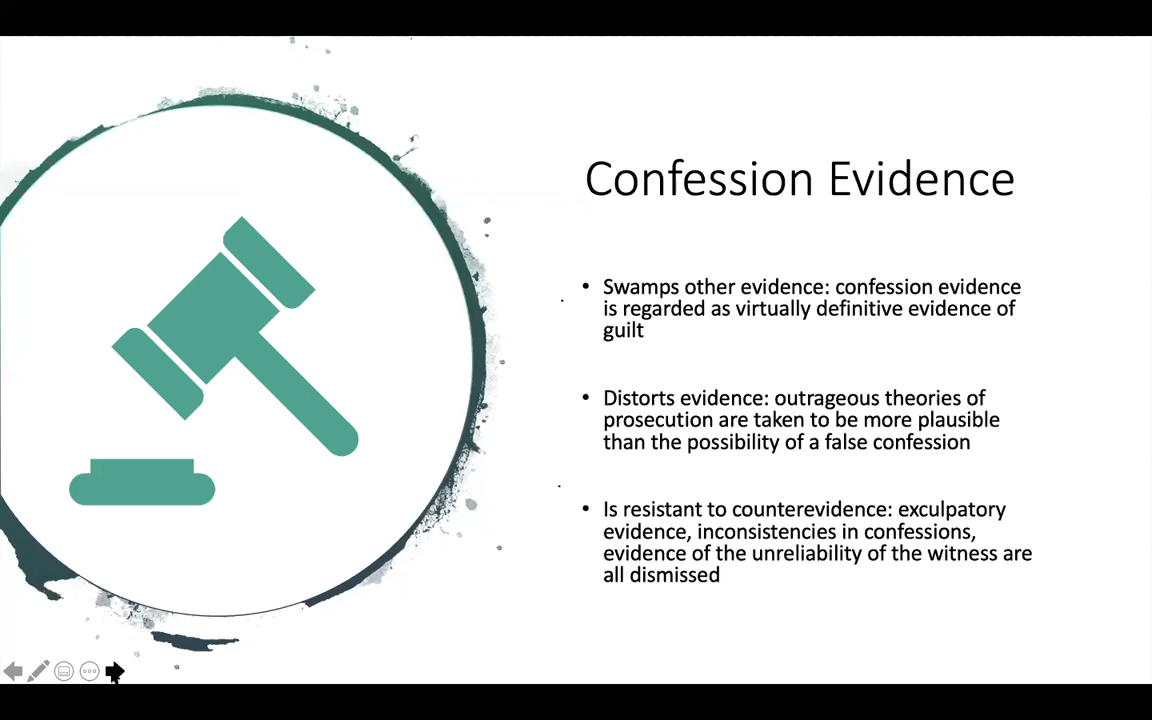 Confession Evidence
• Swamps other evidence: confession evidence
is regarded as virtually definitive evidence of
guilt
• Distorts evidence: outrageous theories of
prosecution are taken to be more plausible
than the possibility of a false confession
• Is resistant to counterevidence: exculpatory
evidence, inconsistencies in confessions,
evidence of the unreliability of the witness are
all dismissed